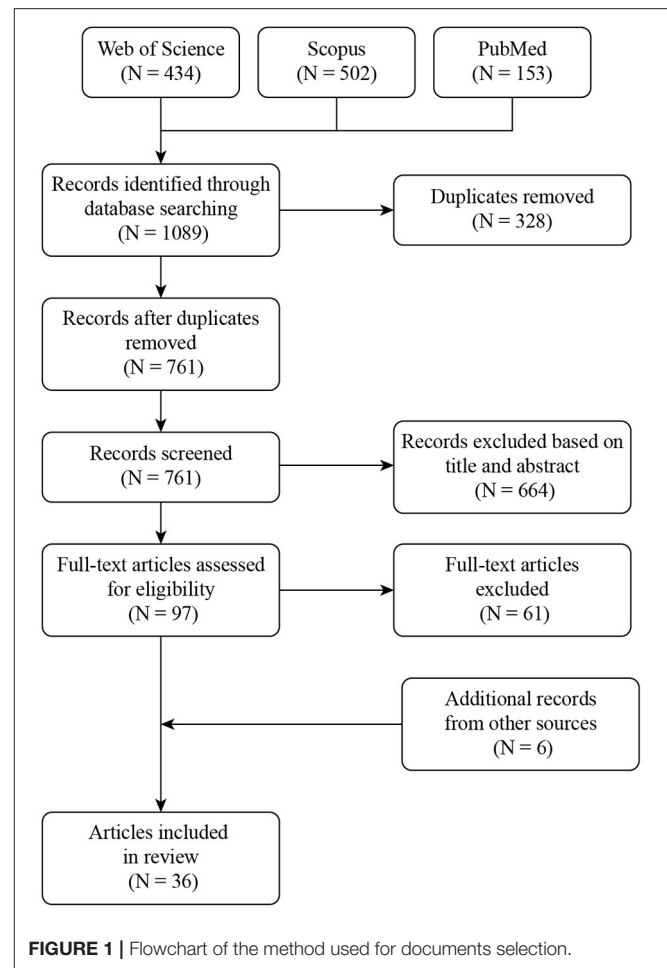 Web of Science
(N = 434)
Scopus
(N = 502)
PubMed
(N = 153)
Records identified through
database searching
(N = 1089)
Duplicates removed
(N = 328)
Records after duplicates
removed
(N = 761)
Records screened
(N = 761)
Records excluded based on
title and abstract
(N = 664)
Full-text articles assessed
for eligibility
(N = 97)
Full-text articles
excluded
(N = 61)
Additional records
from other sources
(N = 6)
Articles included
in review
(N = 36)
FIGURE 1 | Flowchart of the method used for documents selection.